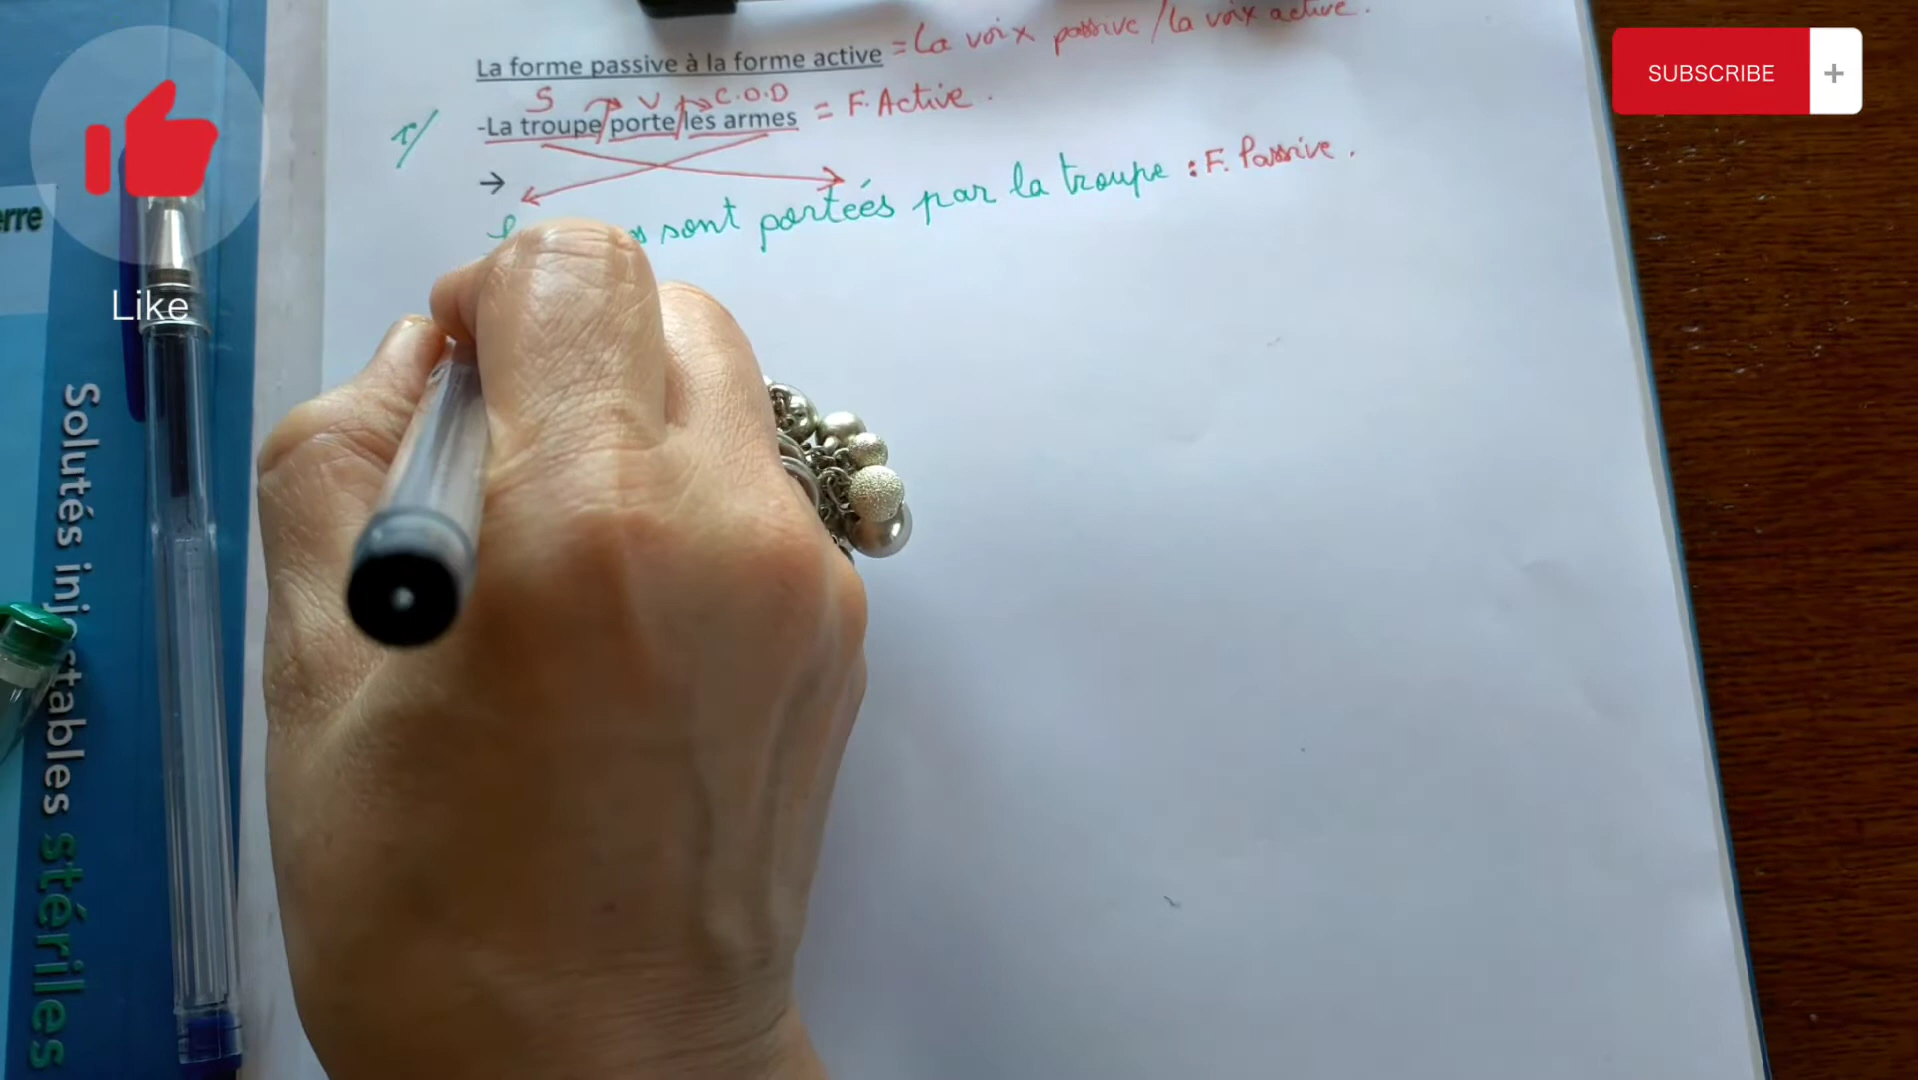 La forme passive à la forme active = La voix passive / la voix active.
S V C.O.D
1/ -La troupe/porte/les armes = F. Active.
→
sont portées par la troupe : F. Passive.
SUBSCRIBE +
Like
erre
Solutés injectables stériles